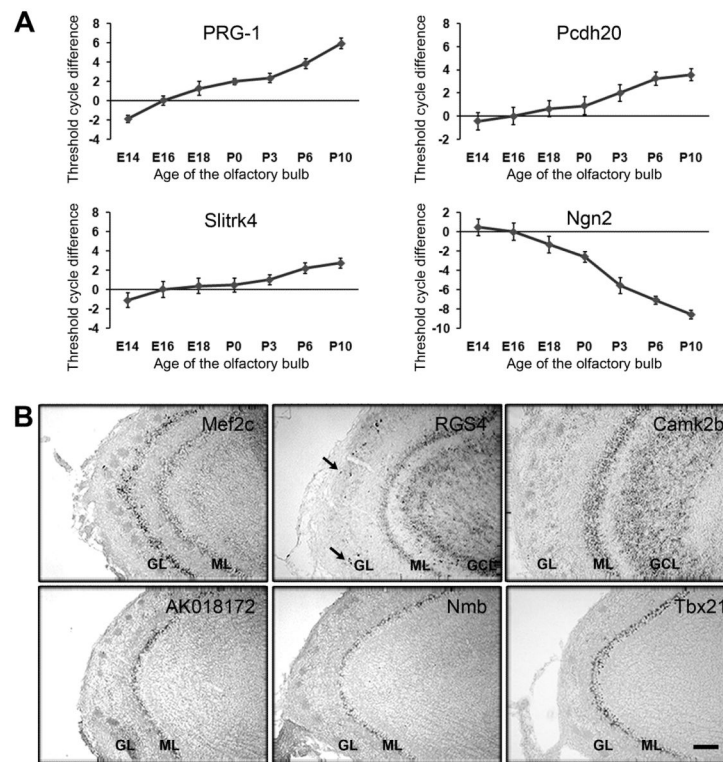 A
PRG-1
Threshold cycle difference
8
6
4
2
0
-2
-4
E14 E16 E18 P0 P3 P6 P10
Age of the olfactory bulb
Pcdh20
Threshold cycle difference
8
6
4
2
0
-2
E14 E16 E18 P0 P3 P6 P10
Age of the olfactory bulb
Slitrk4
Threshold cycle difference
8
6
4
2
0
-2
-4
E14 E16 E18 P0 P3 P6 P10
Age of the olfactory bulb
Ngn2
Threshold cycle difference
2
0
-2
-4
-6
-8
-10
E14 E16 E18 P0 P3 P6 P10
Age of the olfactory bulb
B
Mef2c
GL ML
RGS4
GL ML GCL
Camk2b
GL ML GCL
AK018172
GL ML
Nmb
GL ML
Tbx21
GL ML